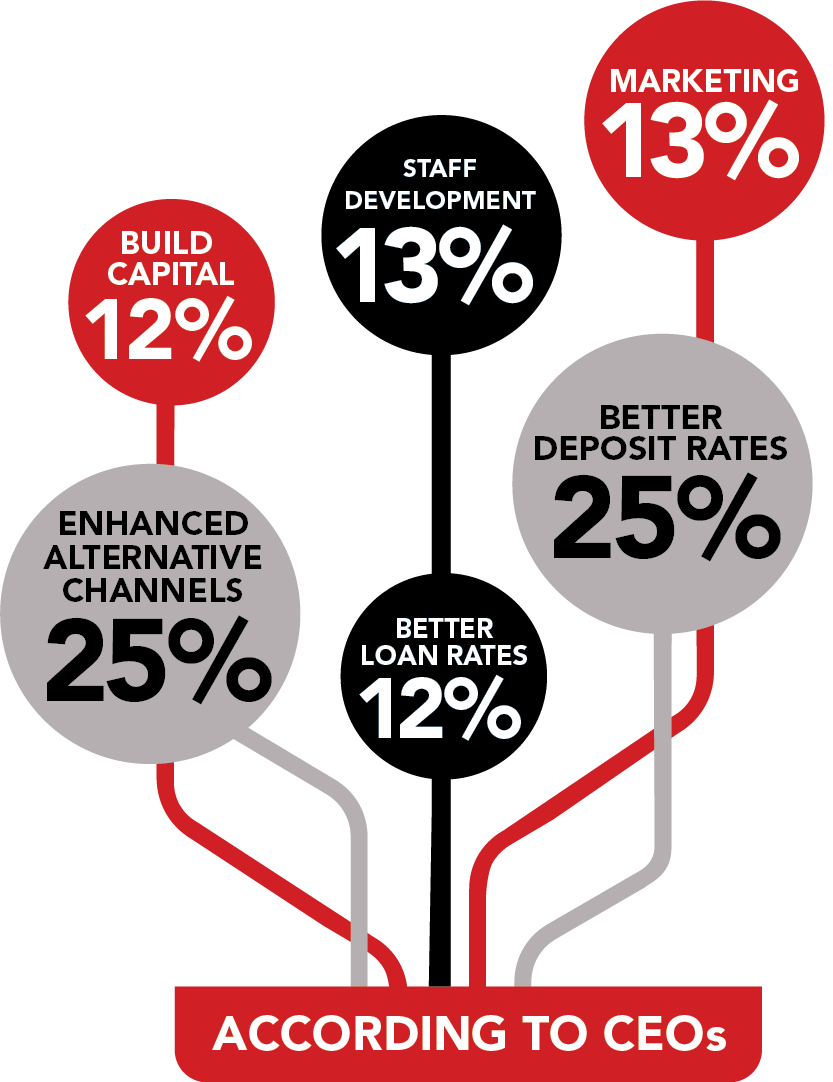 MARKETING
13%
STAFF
DEVELOPMENT
13%
BUILD
CAPITAL
12%
BETTER
DEPOSIT RATES
25%
ENHANCED
ALTERNATIVE
CHANNELS
25%
BETTER
LOAN RATES
12%
ACCORDING TO CEOs